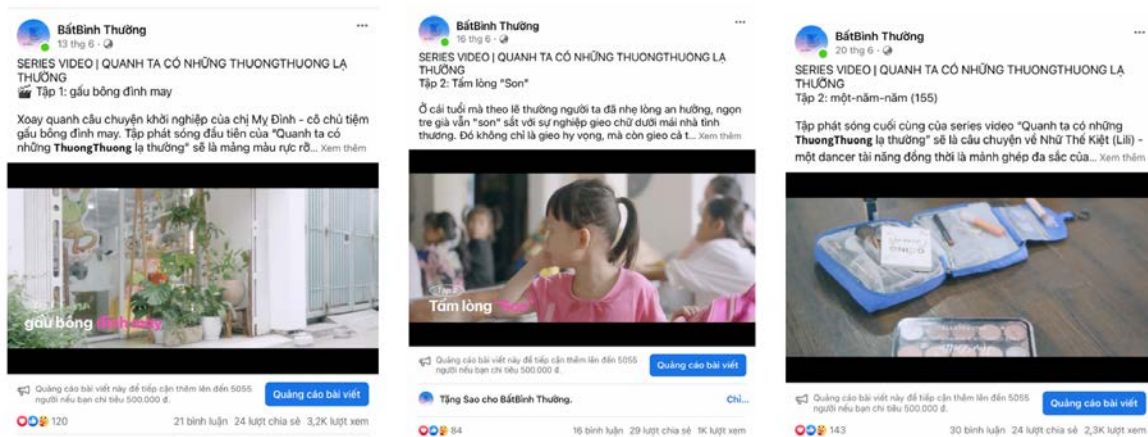 BấtBình Thường
13 thg 6 ·
SERIES VIDEO | QUANH TA CÓ NHỮNG THUONGTHUONG LẠ
THƯỜNG
Tập 1: gấu bông đình may
Xoay quanh câu chuyện khởi nghiệp của chị Mỵ Đình - cô chủ tiệm
gấu bông đình may. Tập phát sóng đầu tiên của "Quanh ta có
những ThuongThuong lạ thường" sẽ là mảng màu rực rỡ... Xem thêm
gấu bông đình may
Quảng cáo bài viết này để tiếp cận thêm lên đến 5055
người nếu bạn chi tiêu 500.000 đ.
Quảng cáo bài viết
120
21 bình luận 24 lượt chia sẻ 3,2K lượt xem
BấtBình Thường
16 thg 6 ·
SERIES VIDEO | QUANH TA CÓ NHỮNG THUONGTHUONG LẠ
THƯỜNG
Tập 2: Tấm lòng "Son"
Ở cái tuổi mà theo lẽ thường người ta đã nhẹ lòng an hưởng, ngọn
tre già vẫn "son" sắt với sự nghiệp gieo chữ dưới mái nhà tình
thương. Đó không chỉ là gieo hy vọng, mà còn gieo cả t... Xem thêm
Tập 2
Tấm lòng "Son"
Quảng cáo bài viết này để tiếp cận thêm lên đến 5055
người nếu bạn chi tiêu 500.000 đ.
Quảng cáo bài viết
Tặng Sao cho BấtBình Thường.
Chỉ...
84
16 bình luận 29 lượt chia sẻ 1K lượt xem
BấtBình Thường
20 thg 6 ·
SERIES VIDEO | QUANH TA CÓ NHỮNG THUONGTHUONG LẠ
THƯỜNG
Tập 2: một-năm-năm (155)
Tập phát sóng cuối cùng của series video "Quanh ta có những
ThuongThuong lạ thường" sẽ là câu chuyện về Nhữ Thế Kiệt (Lili) -
một dancer tài năng đồng thời là mảnh ghép đa sắc của... Xem thêm
Quảng cáo bài viết này để tiếp cận thêm lên đến 5055
người nếu bạn chi tiêu 500.000 đ.
Quảng cáo bài viết
143
30 bình luận 24 lượt chia sẻ 2,3K lượt xem